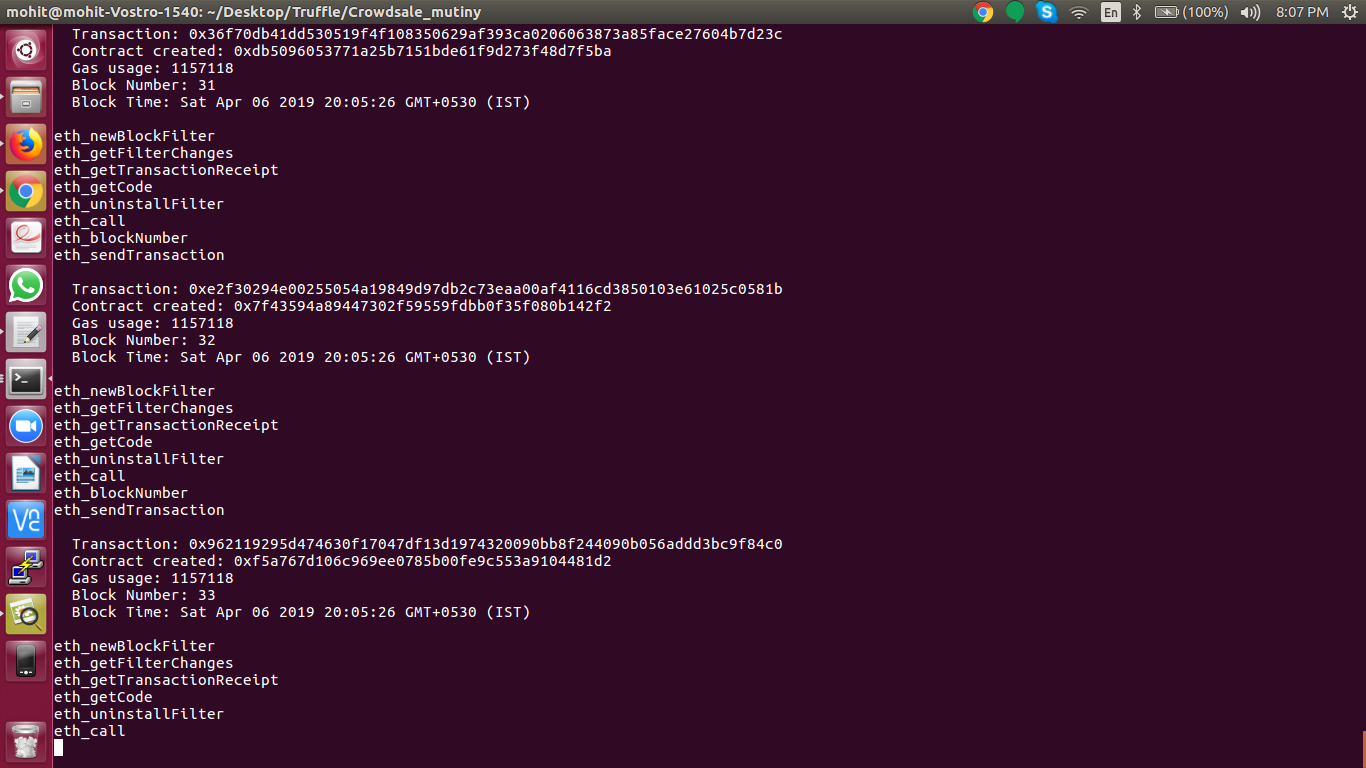 mohit@mohit-Vostro-1540: ~/Desktop/Truffle/Crowdsale_mutiny
En
(100%)
8:07 PM
Transaction: 0x36f70db41dd530519f4f108350629af393ca0206063873a85face27604b7d23c
Contract created: 0xdb5096053771a25b7151bde61f9d273f48d7f5ba
Gas usage: 1157118
Block Number: 31
Block Time: Sat Apr 06 2019 20:05:26 GMT+0530 (IST)
eth_newBlockFilter
eth_getFilterChanges
eth_getTransactionReceipt
eth_getCode
eth_uninstallFilter
eth_call
eth_blockNumber
eth_sendTransaction
Transaction: 0xe2f30294e00255054a19849d97db2c73eaa00af4116cd3850103e61025c0581b
Contract created: 0x7f43594a89447302f59559fdbb0f35f080b142f2
Gas usage: 1157118
Block Number: 32
Block Time: Sat Apr 06 2019 20:05:26 GMT+0530 (IST)
eth_newBlockFilter
eth_getFilterChanges
eth_getTransactionReceipt
eth_getCode
eth_uninstallFilter
eth_call
eth_blockNumber
eth_sendTransaction
Transaction: 0x962119295d474630f17047df13d1974320090bb8f244090b056addd3bc9f84c0
Contract created: 0xf5a767d106c969ee0785b00fe9c553a9104481d2
Gas usage: 1157118
Block Number: 33
Block Time: Sat Apr 06 2019 20:05:26 GMT+0530 (IST)
eth_newBlockFilter
eth_getFilterChanges
eth_getTransactionReceipt
eth_getCode
eth_uninstallFilter
eth_call